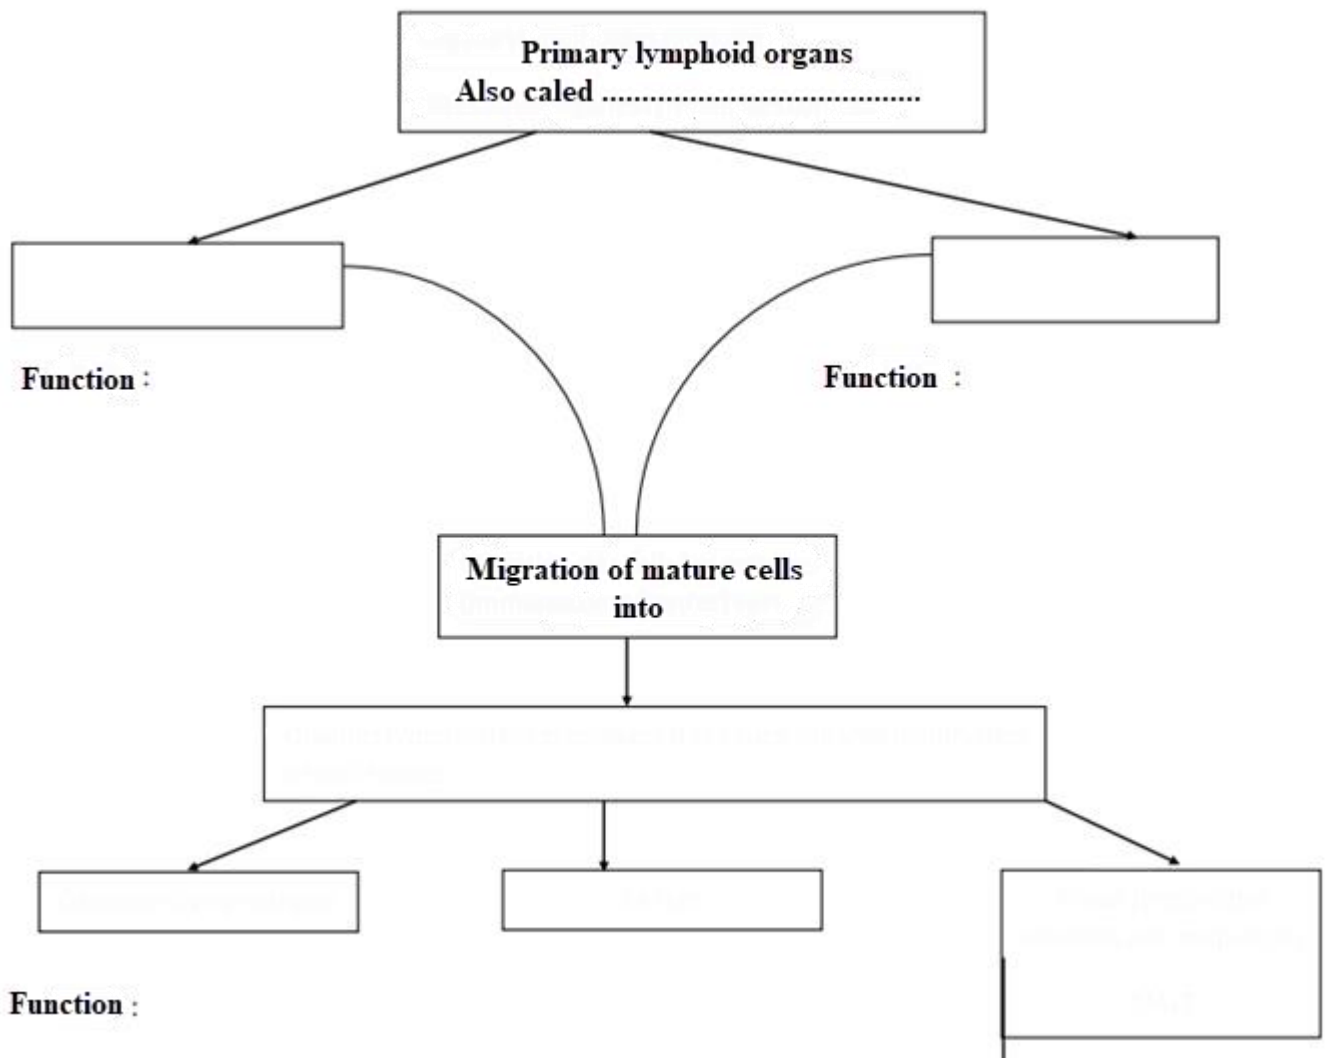 Primary lymphoid organs
Also caled ........................................
Function :
Function :
Migration of mature cells
into
Function :